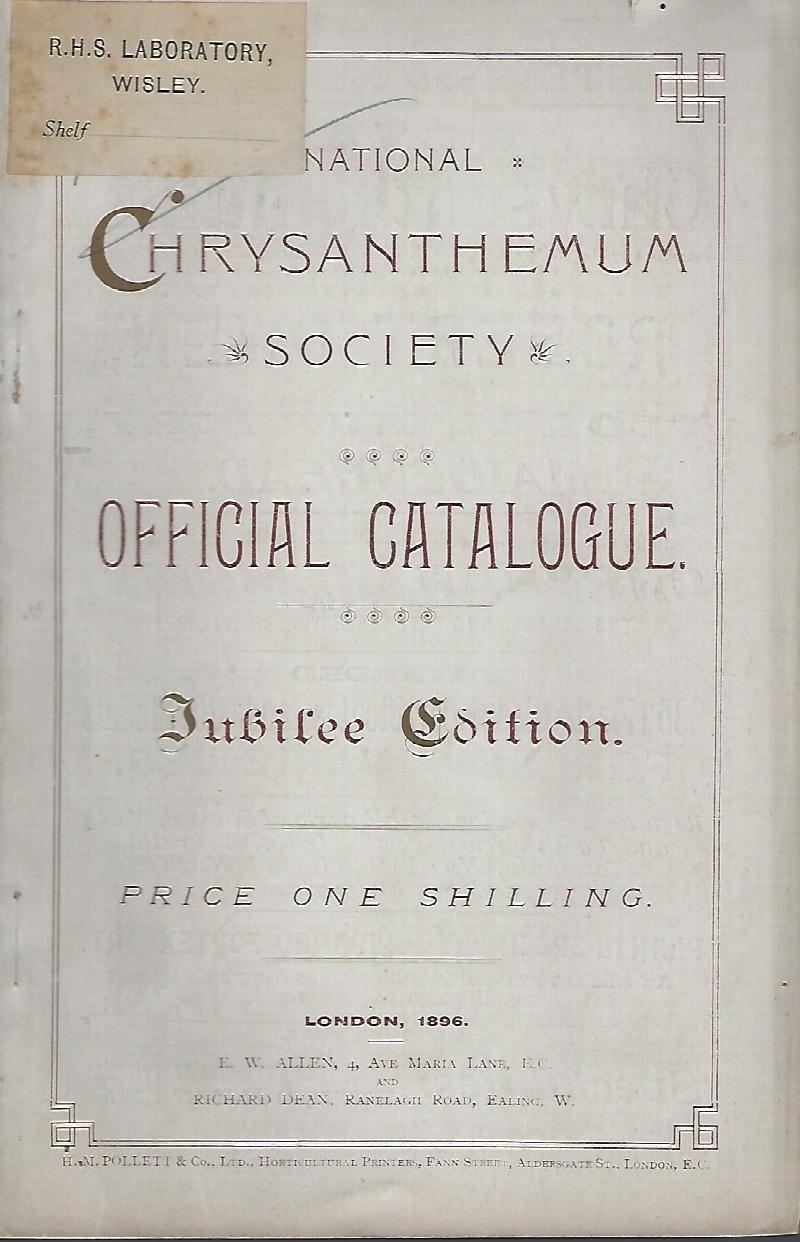 R.H.S. LABORATORY,
WISLEY.
Shelf
NATIONAL
CHRYSANTHEMUM
SOCIETY
OFFICIAL CATALOGUE.
Jubilee Edition.
PRICE ONE SHILLING.
LONDON, 1896.
E. W. ALLEN, 4, AVE MARIA LANE, E.C.
AND
RICHARD DEAN, RANELAGH ROAD, EALING, W.
H. M. POLLETT & Co., LTD., HORTICULTURAL PRINTERS, FANN STREET, ALDERSGATE ST., LONDON, E.C.